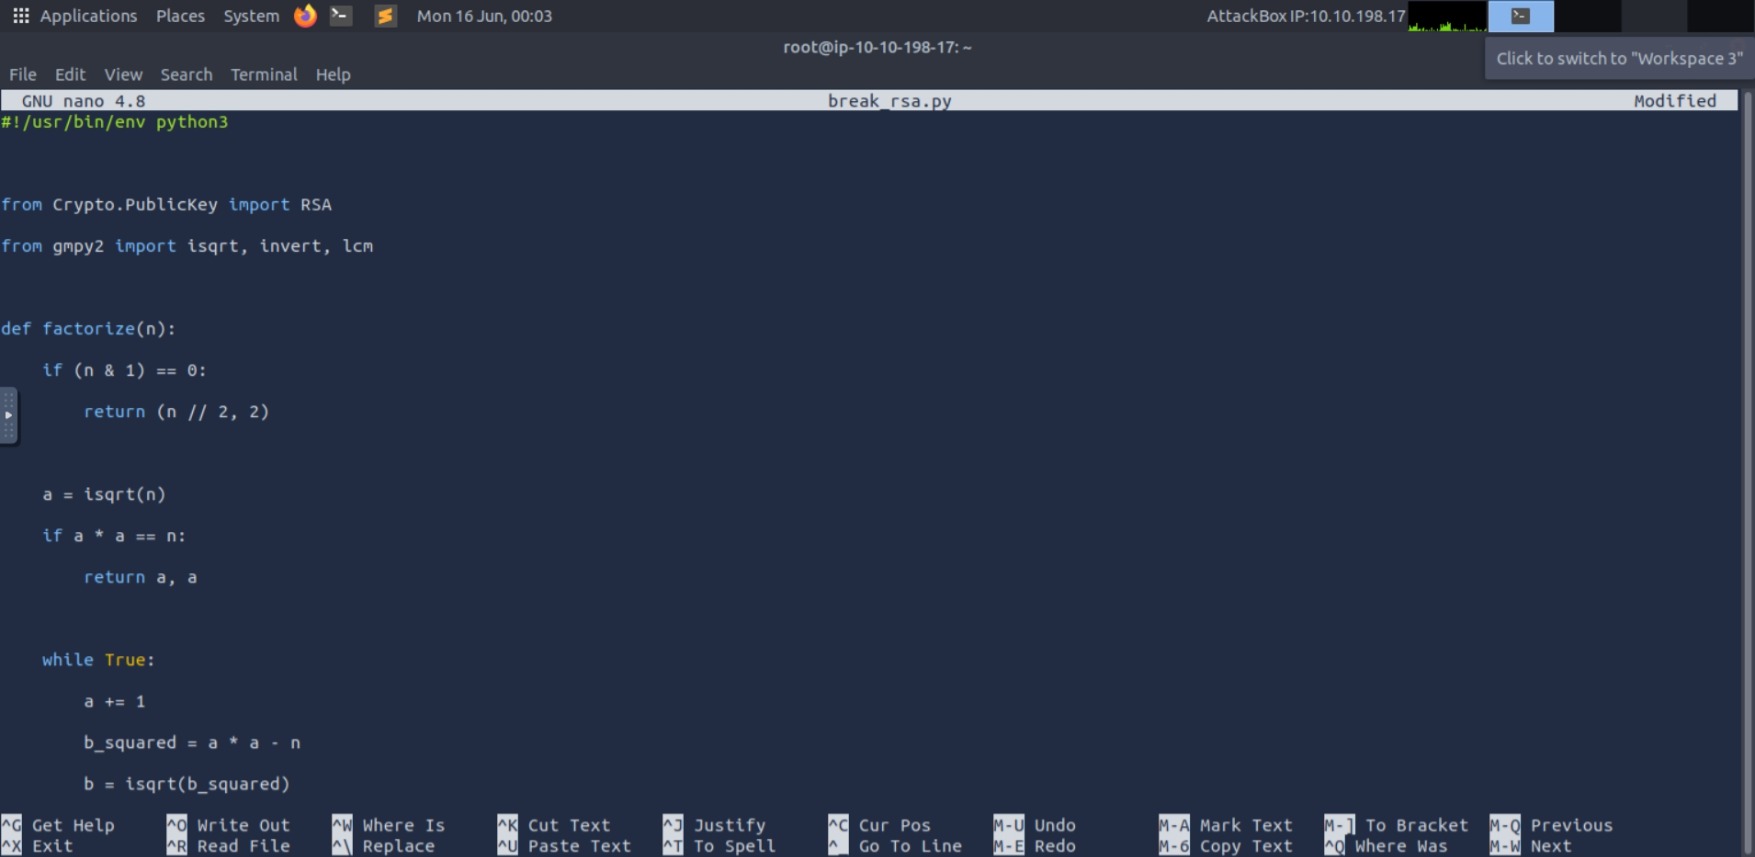 Applications Places System Mon 16 Jun, 00:03 AttackBox IP:10.10.198.17
root@ip-10-10-198-17: ~
Click to switch to "Workspace 3"
File Edit View Search Terminal Help
GNU nano 4.8 break_rsa.py Modified
#!/usr/bin/env python3
from Crypto.PublicKey import RSA
from gmpy2 import isqrt, invert, lcm
def factorize(n):
    if (n & 1) == 0:
        return (n // 2, 2)
    a = isqrt(n)
    if a * a == n:
        return a, a
    while True:
        a += 1
        b_squared = a * a - n
        b = isqrt(b_squared)
^G Get Help ^O Write Out ^W Where Is ^K Cut Text ^J Justify ^C Cur Pos M-U Undo M-A Mark Text M-] To Bracket M-Q Previous
^X Exit ^R Read File ^\ Replace ^U Paste Text ^T To Spell ^_ Go To Line M-E Redo M-6 Copy Text ^Q Where Was M-W Next